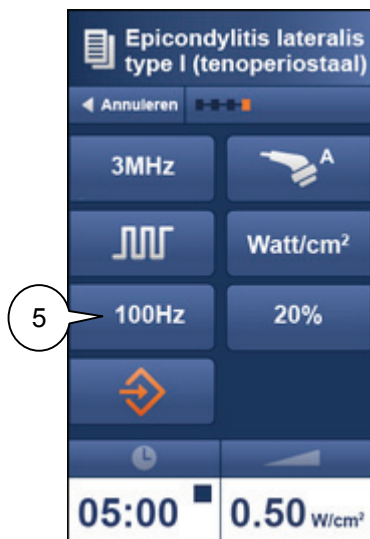 Epicondylitis lateralis
type I (tenoperiostaal)
Annuleren
3MHz
A
Watt/cm²
5
100Hz
20%
05:00
0.50 W/cm²